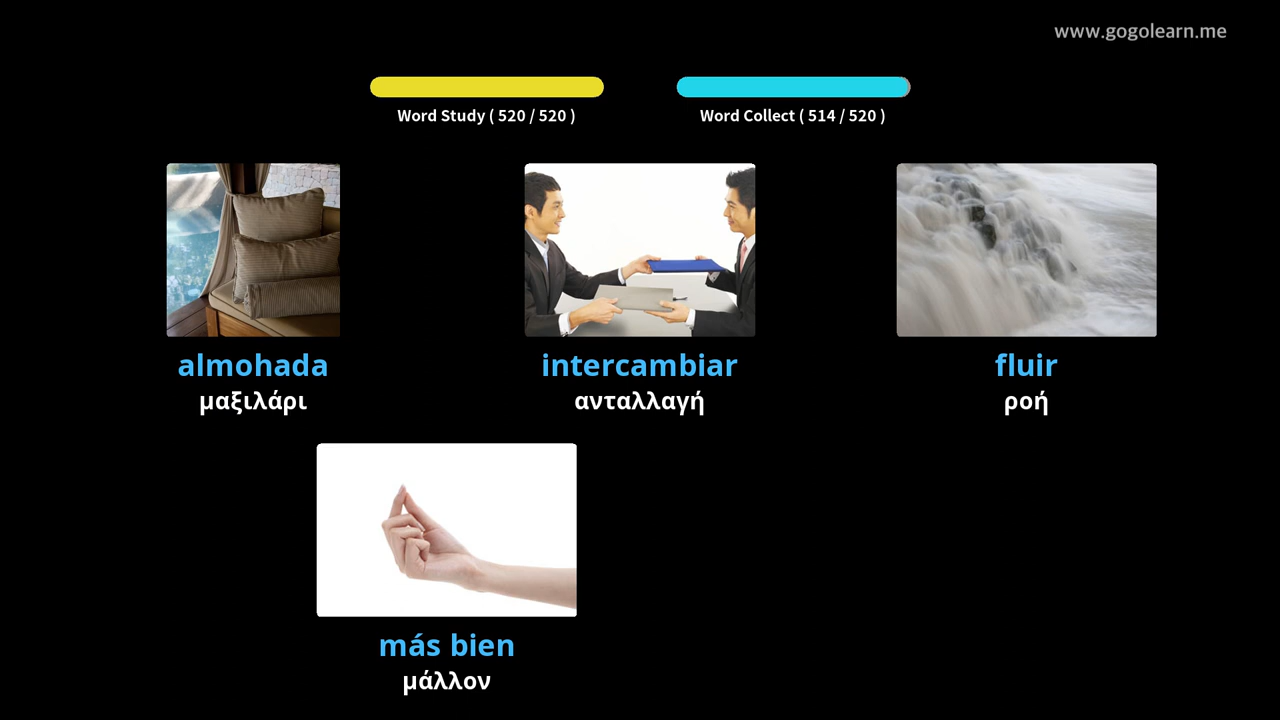 www.gogolearn.me
Word Study ( 520 / 520 )
Word Collect ( 514 / 520 )
almohada
μαξιλάρι
intercambiar
ανταλλαγή
fluir
ροή
más bien
μάλλον